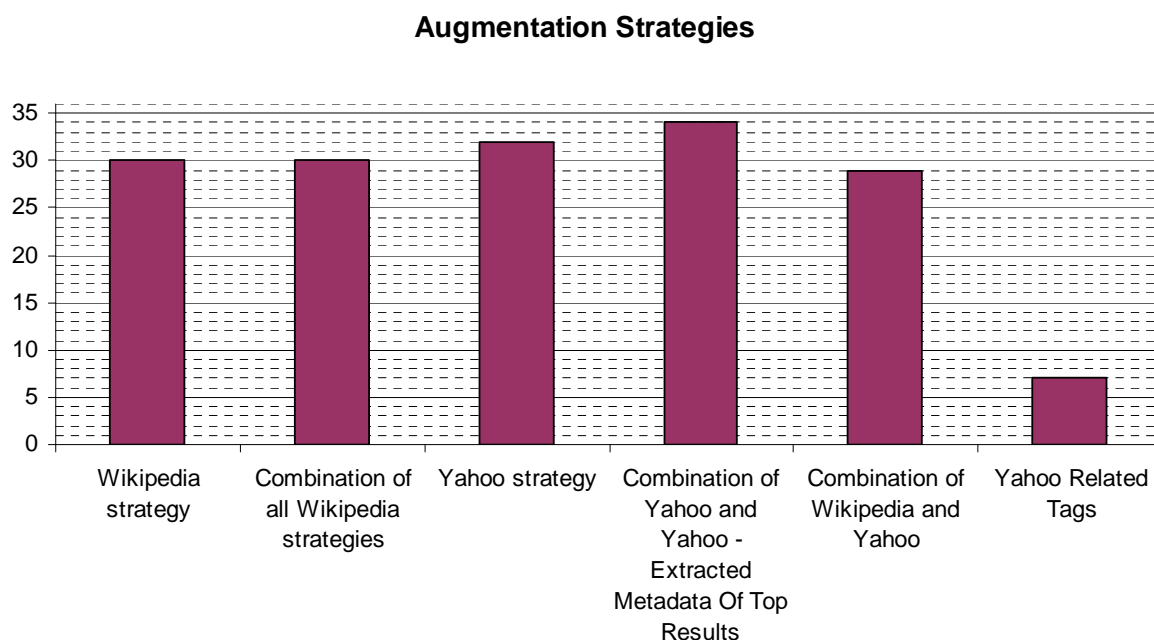 Augmentation Strategies
35
30
25
20
15
10
5
0
Wikipedia
strategy
Combination of
all Wikipedia
strategies
Yahoo strategy
Combination of
Yahoo and
Yahoo -
Extracted
Metadata Of Top
Results
Combination of
Wikipedia and
Yahoo
Yahoo Related
Tags